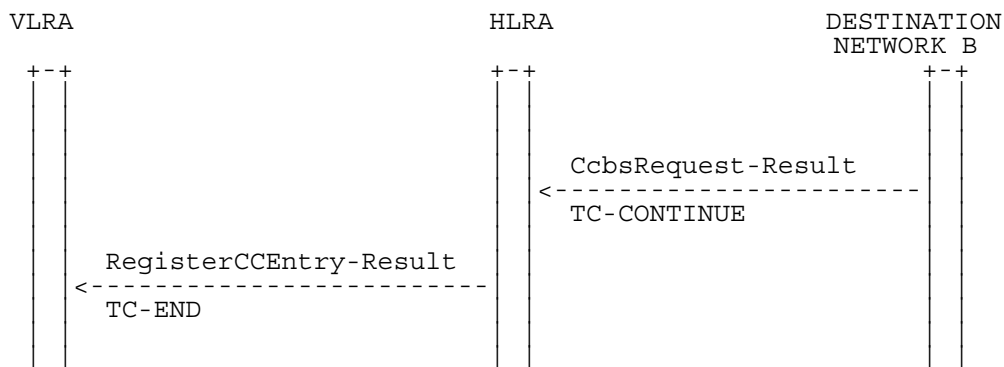 VLRA HLRA DESTINATION
NETWORK B
CcbsRequest-Result
TC-CONTINUE
RegisterCCEntry-Result
TC-END